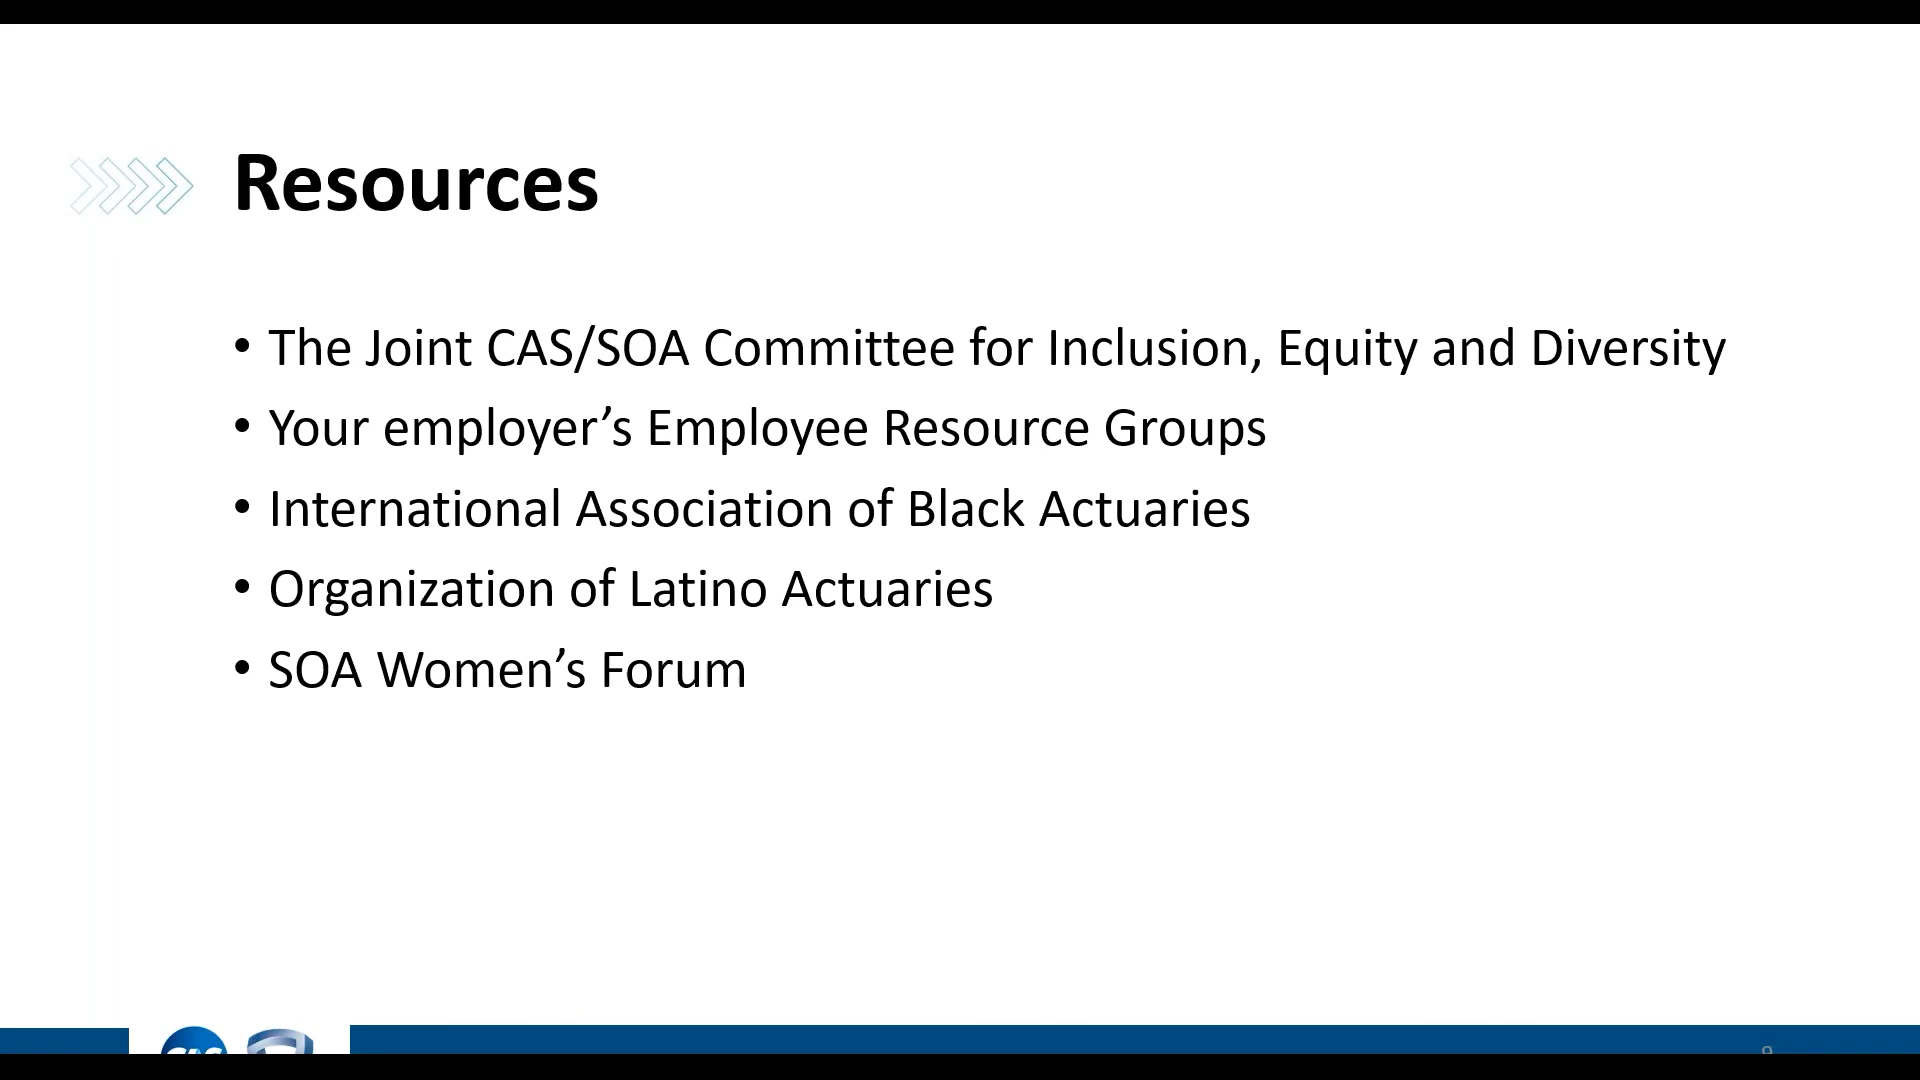 Resources
• The Joint CAS/SOA Committee for Inclusion, Equity and Diversity
• Your employer’s Employee Resource Groups
• International Association of Black Actuaries
• Organization of Latino Actuaries
• SOA Women’s Forum